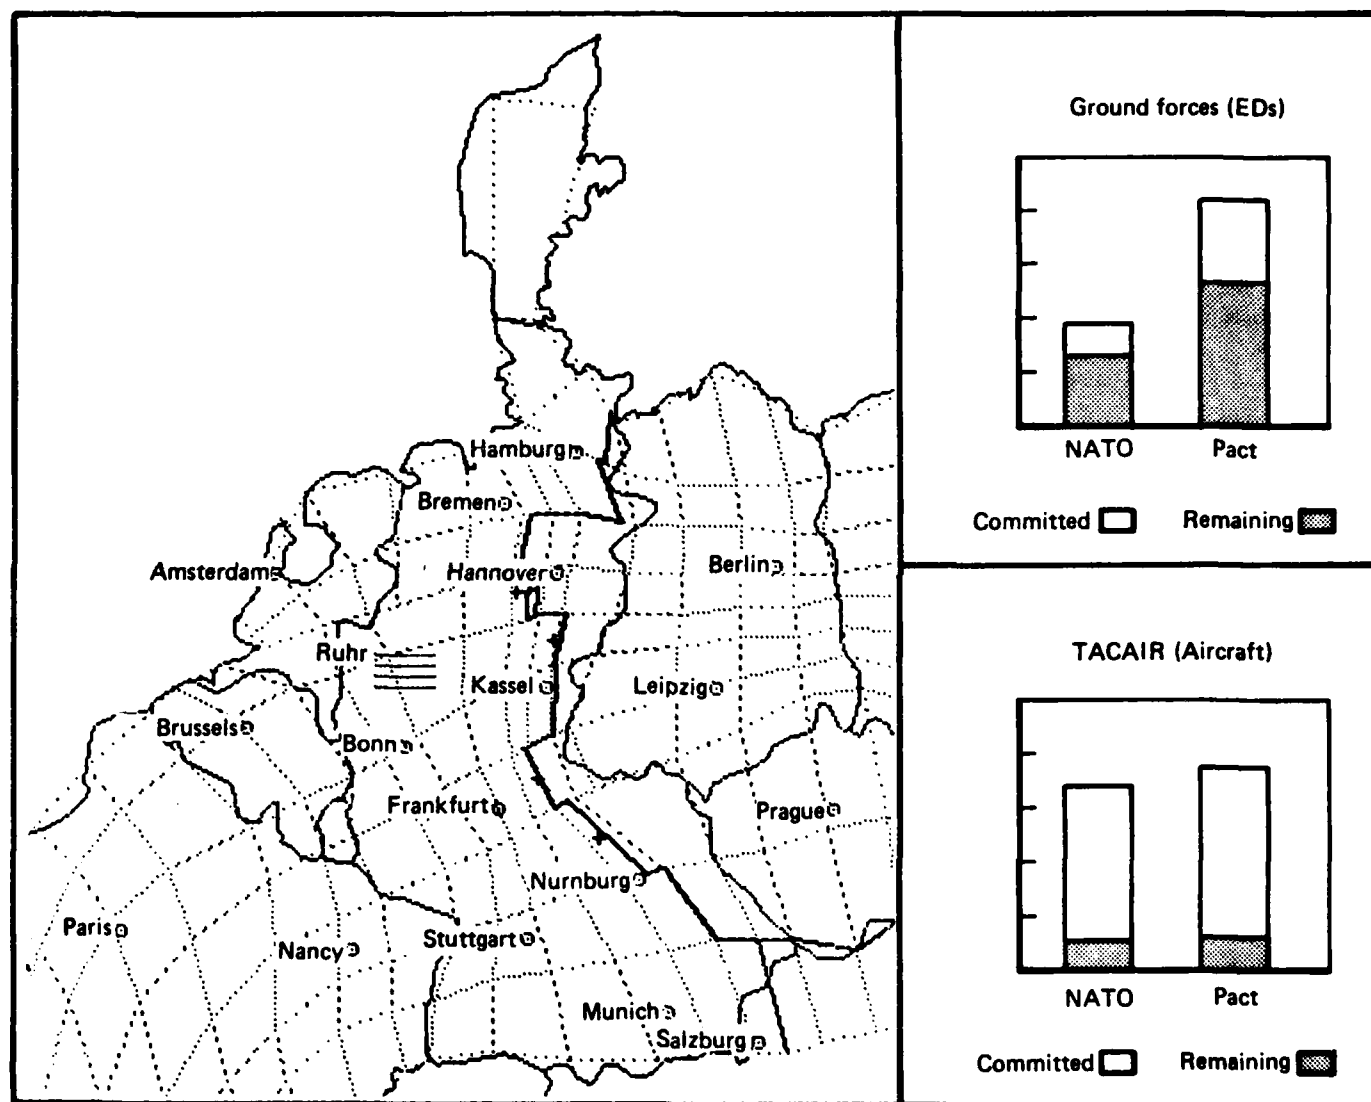 Hamburg
Bremen
Amsterdam
Hannover
Berlin
Ruhr
Kassel
Leipzig
Brussels
Bonn
Frankfurt
Prague
Nurnburg
Paris
Nancy
Stuttgart
Munich
Salzburg
Ground forces (EDs)
NATO Pact
Committed Remaining
TACAIR (Aircraft)
NATO Pact
Committed Remaining